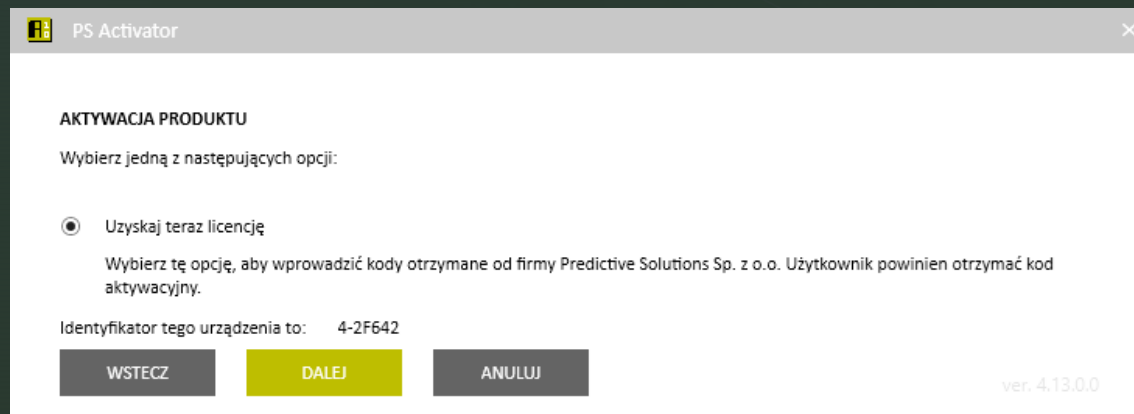 PS Activator
AKTYWACJA PRODUKTU
Wybierz jedną z następujących opcji:
Uzyskaj teraz licencję
Wybierz tę opcję, aby wprowadzić kody otrzymane od firmy Predictive Solutions Sp. z o.o. Użytkownik powinien otrzymać kod
aktywacyjny.
Identyfikator tego urządzenia to: 4-2F642
WSTECZ DALEJ ANULUJ
ver. 4.13.0.0